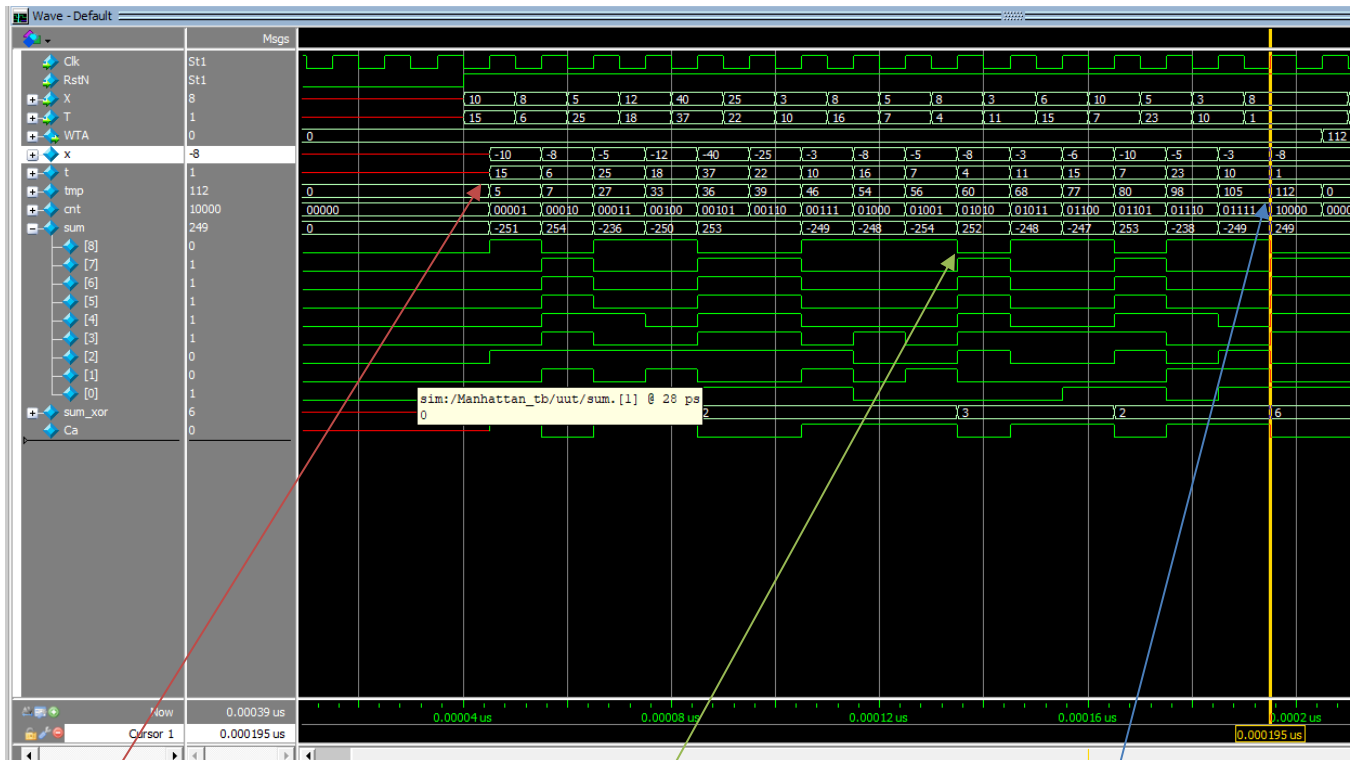 Wave - Default
Msgs
Clk St1
RstN St1
X 8 10 8 5 12 40 25 3 8 5 8 3 6 10 5 3 8
T 1 15 6 25 18 37 22 10 16 7 4 11 15 7 23 10 1
WTA 0 0 112
x -8 -10 -8 -5 -12 -40 -25 -3 -8 -5 -8 -3 -6 -10 -5 -3 -8
t 1 15 6 25 18 37 22 10 16 7 4 11 15 7 23 10 1
tmp 112 0 5 7 27 33 36 39 46 54 56 60 68 77 80 98 105 112 0
cnt 10000 00000 00001 00010 00011 00100 00101 00110 00111 01000 01001 01010 01011 01100 01101 01110 01111 10000 0000
sum 249 0 -251 254 -236 -250 253 -249 -248 -254 252 -248 -247 253 -238 -249 249
[8] 0
[7] 1
[6] 1
[5] 1
[4] 1
[3] 1
[2] 0
[1] 0
[0] 1
sim:/Manhattan_tb/uut/sum.[1] @ 28 ps
0
sum_xor 6 2 3 2 6
Ca 0
Now 0.00039 us 0.00004 us 0.00008 us 0.00012 us 0.00016 us 0.0002 us
Cursor 1 0.000195 us 0.000195 us